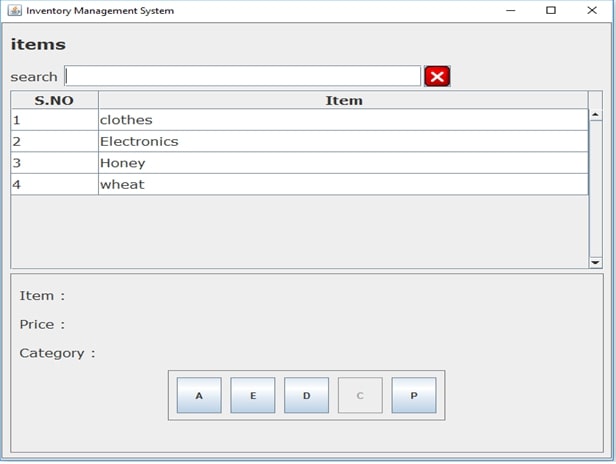 Inventory Management System
items
search
S.NO Item
1 clothes
2 Electronics
3 Honey
4 wheat
Item :
Price :
Category :
A E D C P